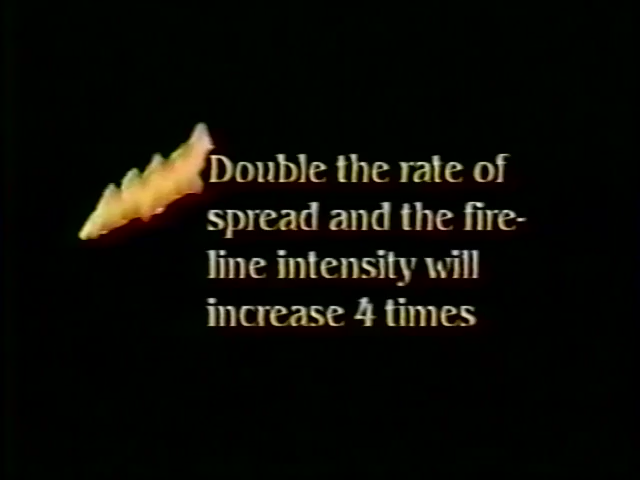 Double the rate of
spread and the fire-
line intensity will
increase 4 times